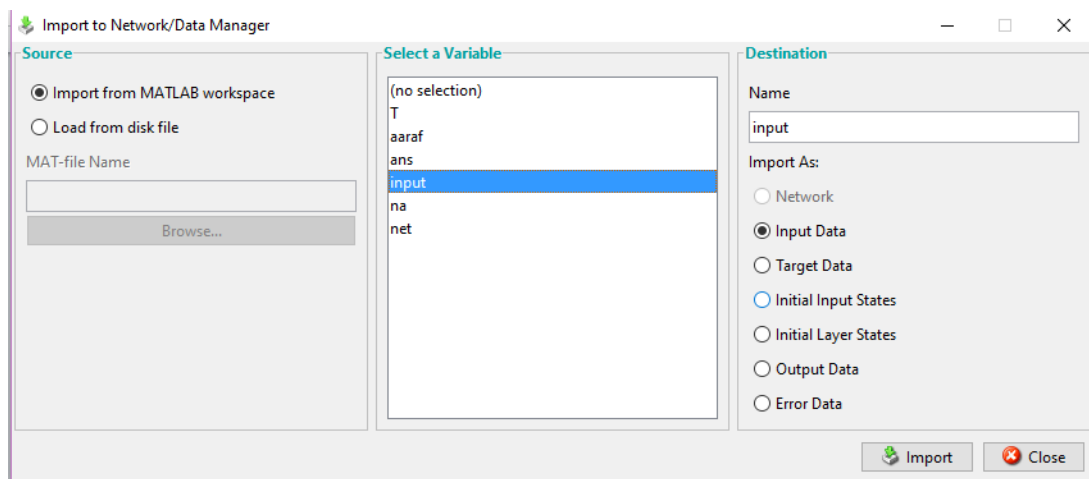 Import to Network/Data Manager
Source
Import from MATLAB workspace
Load from disk file
MAT-file Name
Browse...
Select a Variable
(no selection)
T
aaraf
ans
input
na
net
Destination
Name
input
Import As:
Network
Input Data
Target Data
Initial Input States
Initial Layer States
Output Data
Error Data
Import
Close